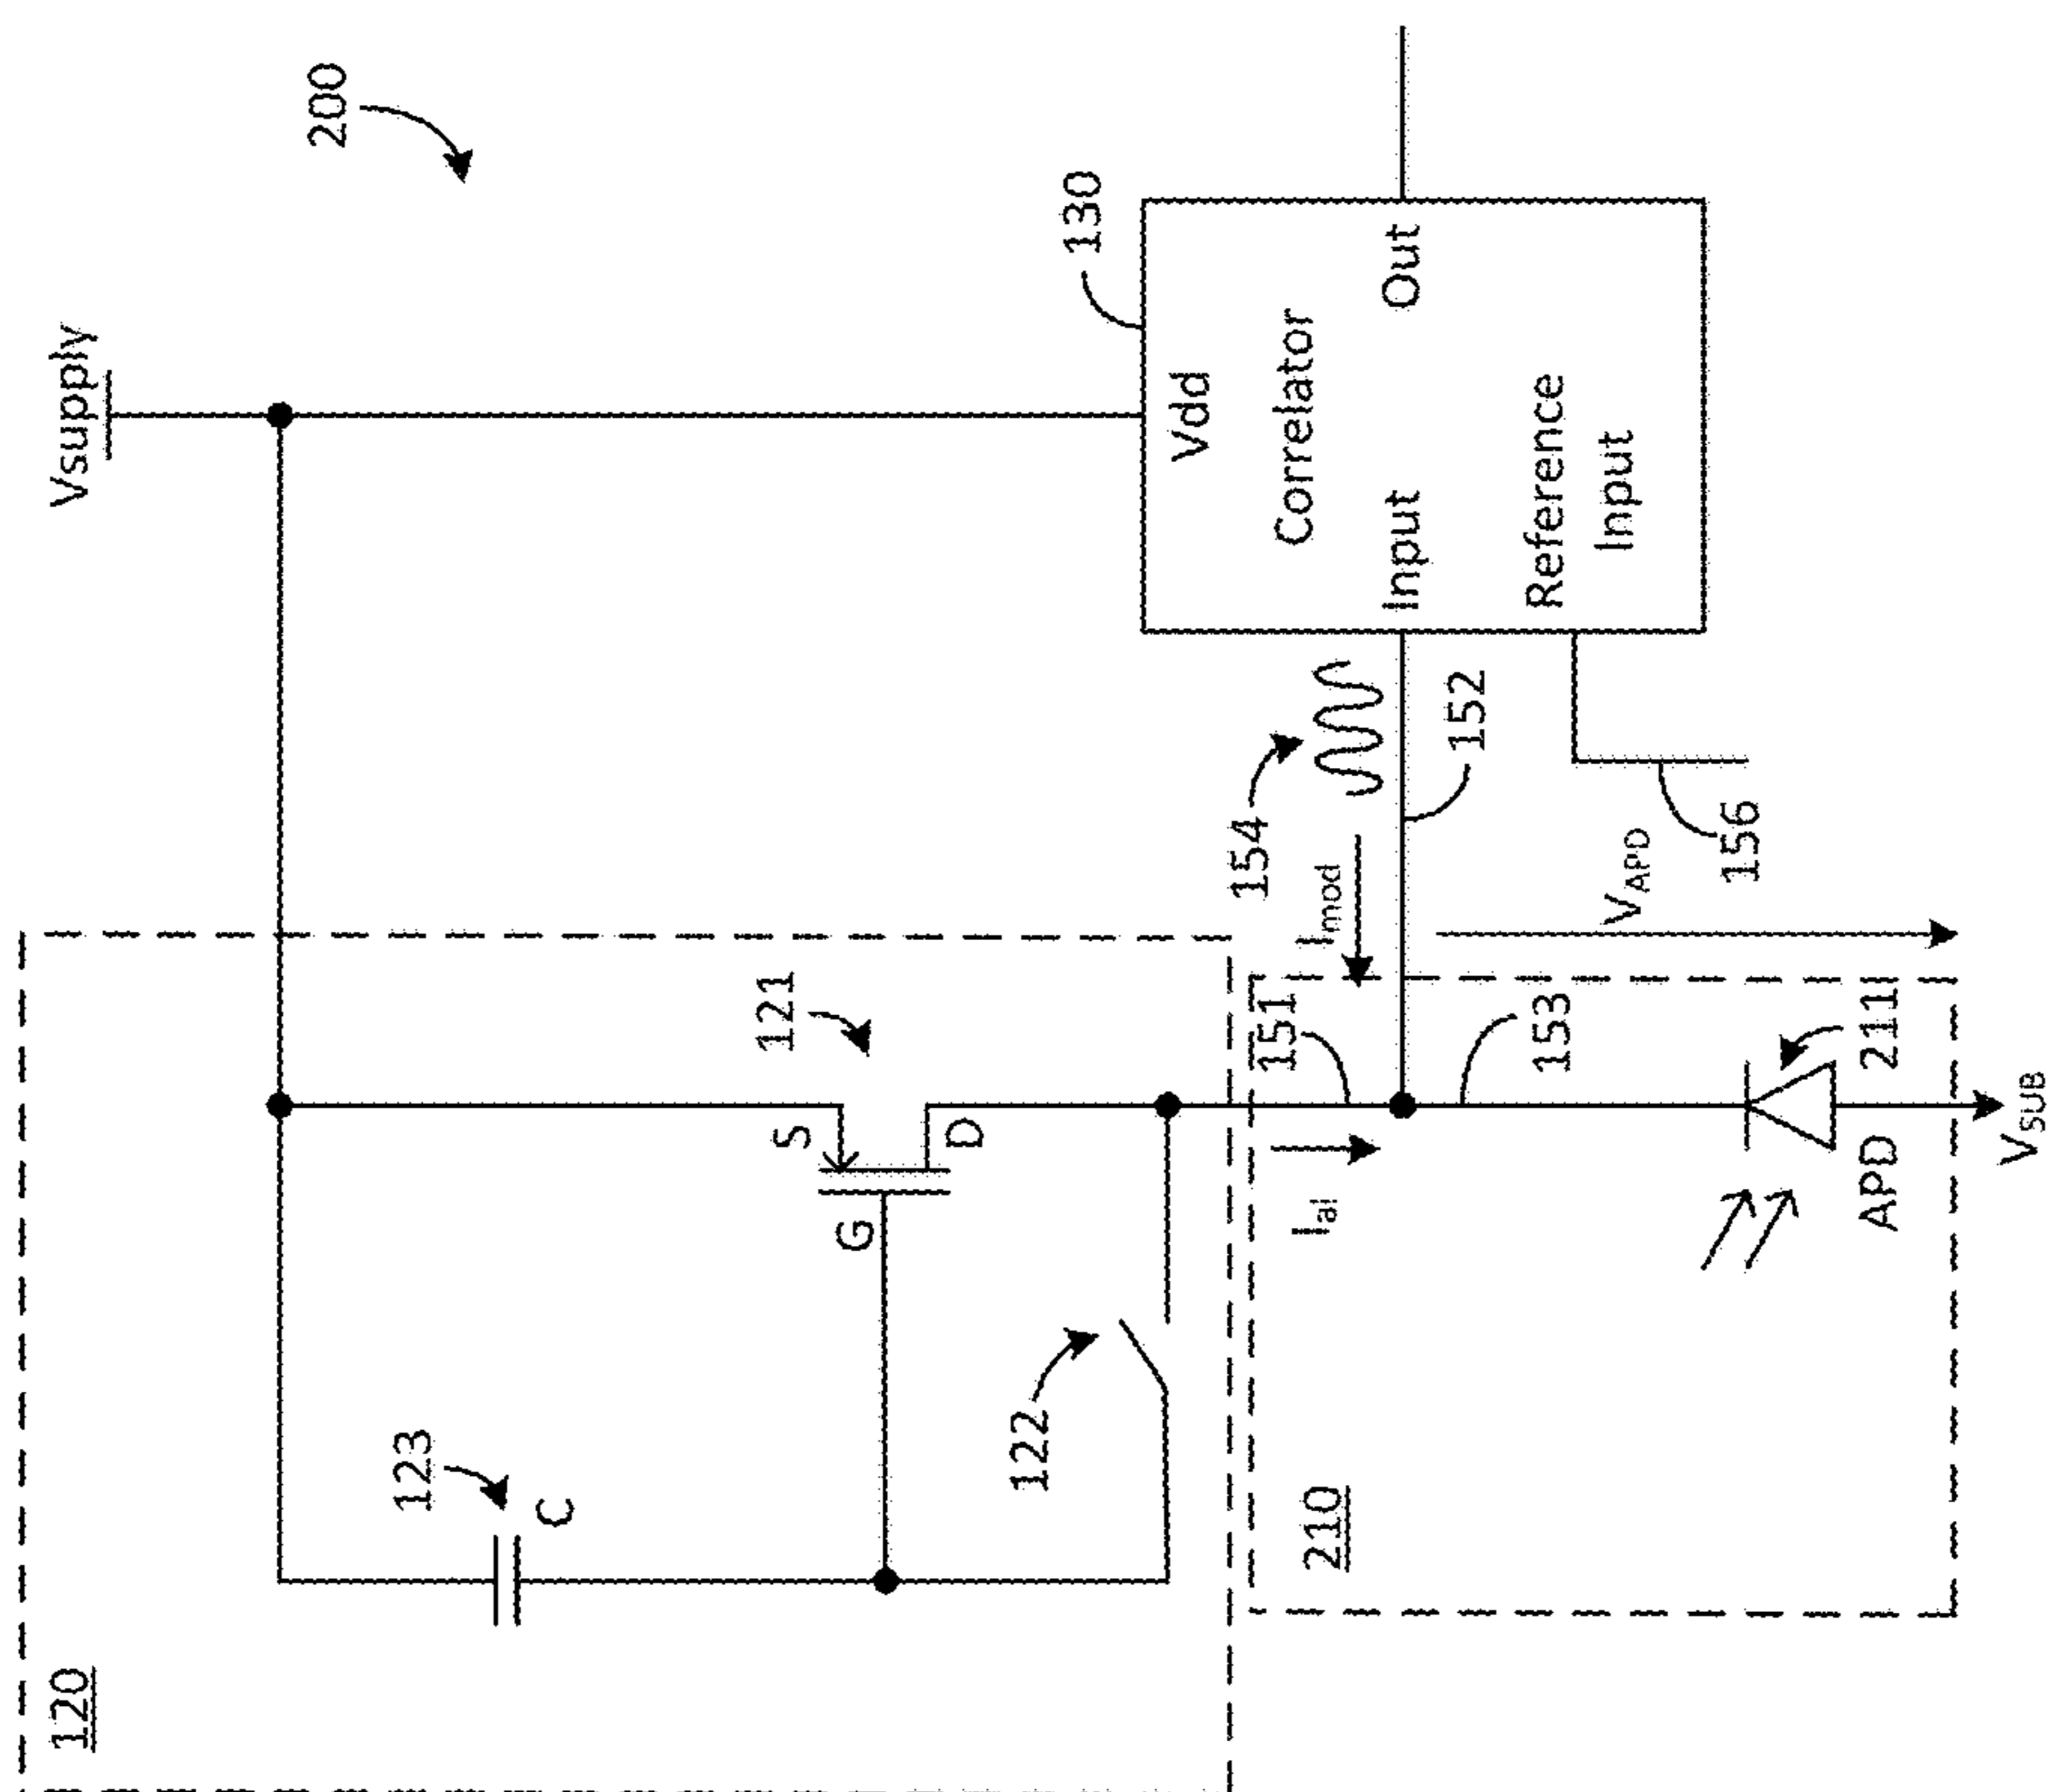 200
Vsupply
120
123
C
121
S
G
D
122
130
Vdd
Correlator
Input
Out
Reference
Input
154
Imod
152
156
VAPD
151
Ial
153
210
211
APD
VSUB